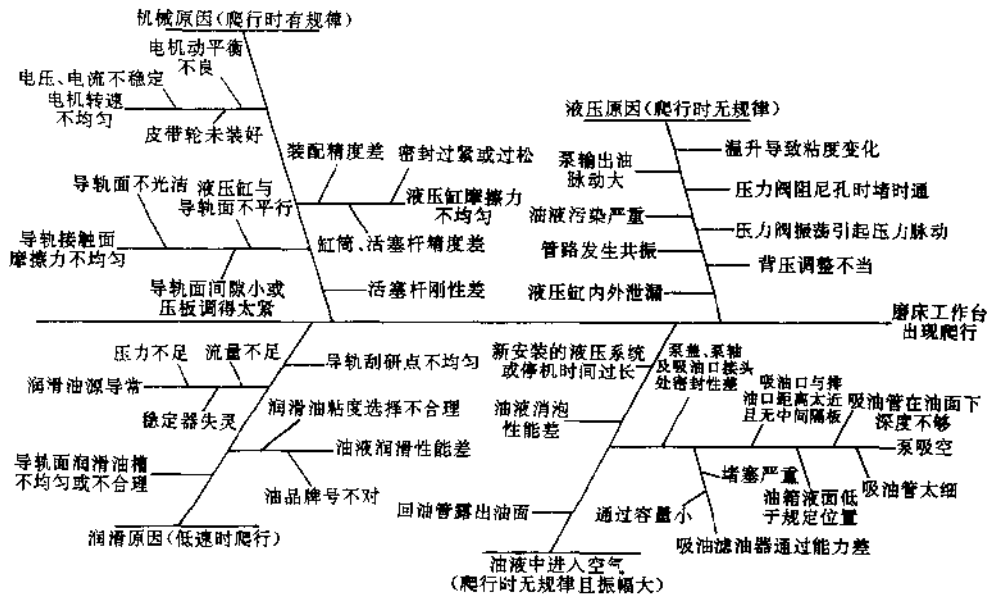 机械原因(爬行时有规律)
电机动平衡
不良
电压、电流不稳定
电机转速
不均匀
皮带轮未装好
装配精度差
密封过紧或过松
液压缸摩擦力
不均匀
缸筒、活塞杆精度差
导轨面不光洁
液压缸与
导轨面不平行
导轨接触面
摩擦力不均匀
导轨面间隙小或
压板调得太紧
活塞杆刚性差
液压原因(爬行时无规律)
泵输出油
脉动大
温升导致粘度变化
压力阀阻尼孔时堵时通
油液污染严重
压力阀振荡引起压力脉动
管路发生共振
背压调整不当
液压缸内外泄漏
磨床工作台
出现爬行
压力不足
流量不足
导轨刮研点不均匀
润滑油源导常
稳定器失灵
润滑油粘度选择不合理
油液润滑性能差
油品牌号不对
导轨面润滑油槽
不均匀或不合理
润滑原因(低速时爬行)
新安装的液压系统
或停机时间过长
泵盖、泵轴
及吸油口接头
处密封性差
吸油口与排
油口距离太近
且无中间隔板
吸油管在油面下
深度不够
油液消泡
性能差
泵吸空
堵塞严重
通过容量小
油箱液面低
于规定位置
吸油管太细
吸油滤油器通过能力差
回油管露出油面
油液中进入空气
(爬行时无规律且振幅大)